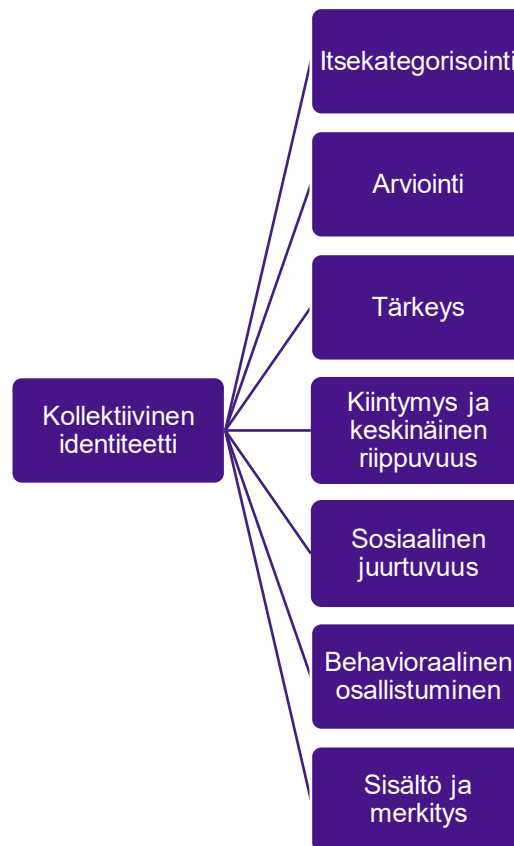 Itsekategorisointi
Arviointi
Tärkeys
Kollektiivinen
identiteetti
Kiintymys ja
keskinäinen
riippuvuus
Sosiaalinen
juurtuvuus
Behavioraalinen
osallistuminen
Sisältö ja
merkitys